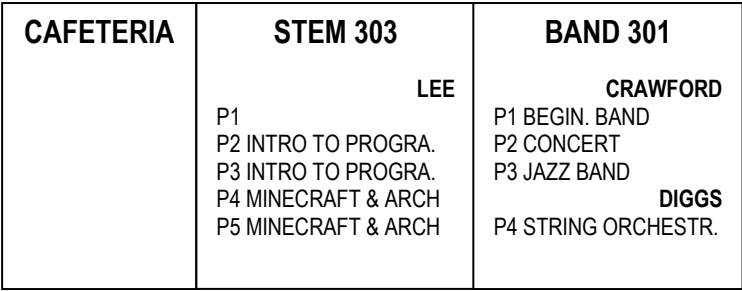 CAFETERIA
STEM 303
LEE
P1
P2 INTRO TO PROGRA.
P3 INTRO TO PROGRA.
P4 MINECRAFT & ARCH
P5 MINECRAFT & ARCH
BAND 301
CRAWFORD
P1 BEGIN. BAND
P2 CONCERT
P3 JAZZ BAND
DIGGS
P4 STRING ORCHESTR.